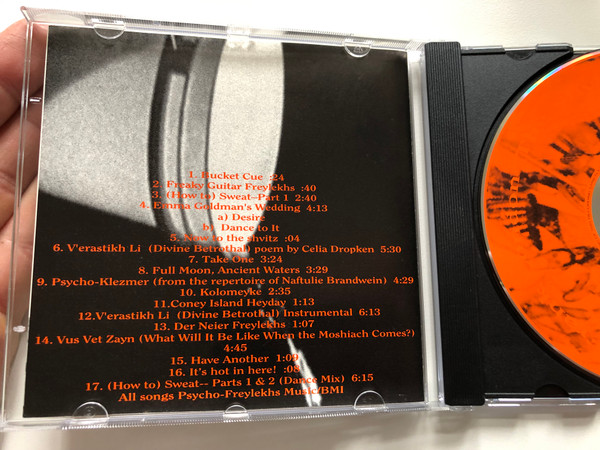 1. Bucket Cue :24
2. Freaky Guitar Freylekhs :40
3. (How to) Sweat--Part 1 2:40
4. Emma Goldman's Wedding 4:13
a) Desire
b) Dance to It
5. Now to the shvitz :04
6. V'erastikh Li (Divine Betrothal) poem by Celia Dropken 5:30
7. Take One 3:24
8. Full Moon, Ancient Waters 3:29
9. Psycho-Klezmer (from the repertoire of Naftulie Brandwein) 4:29
10. Kolomeyke 2:35
11.Coney Island Heyday 1:13
12.V'erastikh Li (Divine Betrothal) Instrumental 6:13
13. Der Neier Freylekhs 1:07
14. Vus Vet Zayn (What Will It Be Like When the Moshiach Comes?)
4:45
15. Have Another 1:09
16. It's hot in here! :08
17. (How to) Sweat-- Parts 1 & 2 (Dance Mix) 6:15
All songs Psycho-Freylekhs Music/BMI